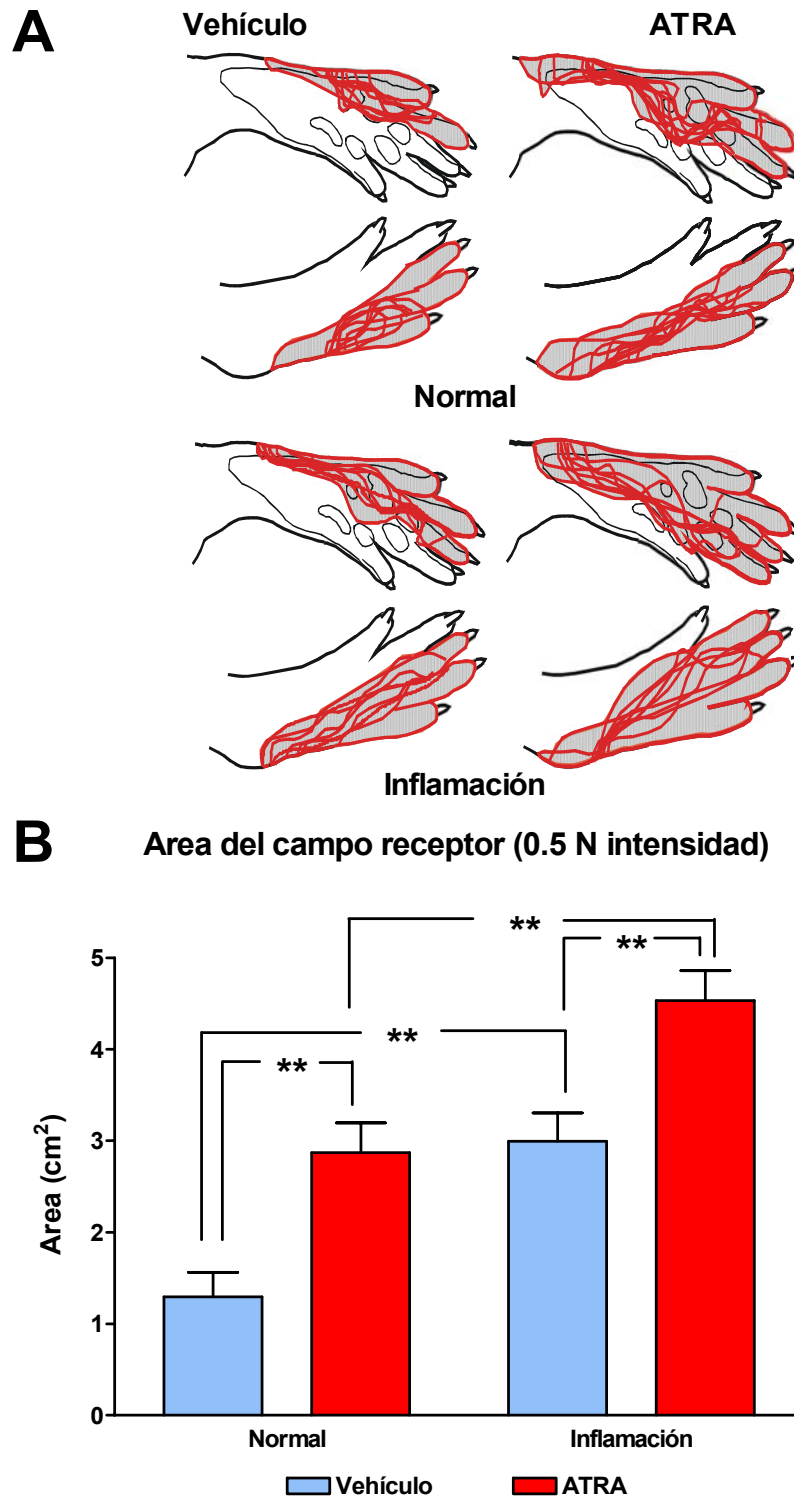 A
Vehículo ATRA
Normal
Inflamación
B Area del campo receptor (0.5 N intensidad)
**
**
**
**
5
4
3
2
1
0
Area (cm²)
Normal Inflamación
Vehículo ATRA